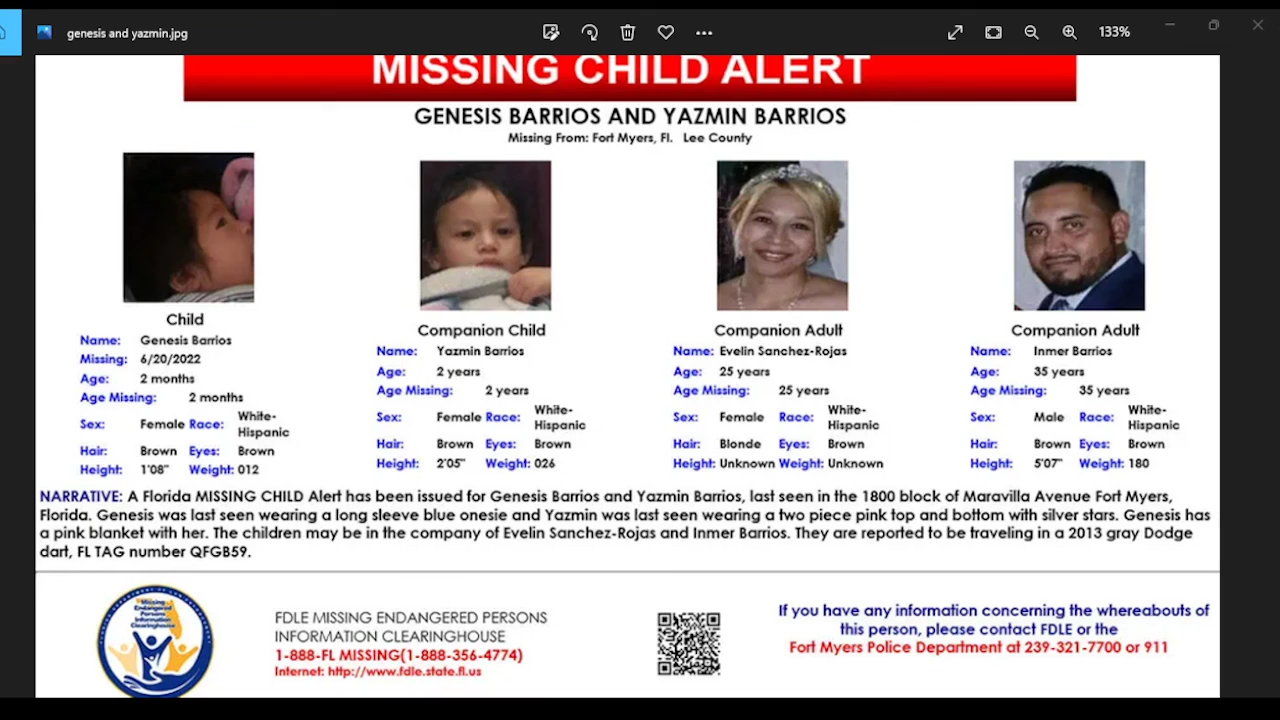 genesis and yazmin.jpg
133%
MISSING CHILD ALERT
GENESIS BARRIOS AND YAZMIN BARRIOS
Missing From: Fort Myers, Fl. Lee County
Child
Name: Genesis Barrios
Missing: 6/20/2022
Age: 2 months
Age Missing: 2 months
Sex: Female Race: White-
Hispanic
Hair: Brown Eyes: Brown
Height: 1'08" Weight: 012
Companion Child
Name: Yazmin Barrios
Age: 2 years
Age Missing: 2 years
Sex: Female Race: White-
Hispanic
Hair: Brown Eyes: Brown
Height: 2'05" Weight: 026
Companion Adult
Name: Evelin Sanchez-Rojas
Age: 25 years
Age Missing: 25 years
Sex: Female Race: White-
Hispanic
Hair: Blonde Eyes: Brown
Height: Unknown Weight: Unknown
Companion Adult
Name: Inmer Barrios
Age: 35 years
Age Missing: 35 years
Sex: Male Race: White-
Hispanic
Hair: Brown Eyes: Brown
Height: 5'07" Weight: 180
NARRATIVE: A Florida MISSING CHILD Alert has been issued for Genesis Barrios and Yazmin Barrios, last seen in the 1800 block of Maravilla Avenue Fort Myers,
Florida. Genesis was last seen wearing a long sleeve blue onesie and Yazmin was last seen wearing a two piece pink top and bottom with silver stars. Genesis has
a pink blanket with her. The children may be in the company of Evelin Sanchez-Rojas and Inmer Barrios. They are reported to be traveling in a 2013 gray Dodge
dart, FL TAG number QFGB59.
Missing
Endangered
Persons
Information
Clearinghouse
FDLE MISSING ENDANGERED PERSONS
INFORMATION CLEARINGHOUSE
1-888-FL MISSING(1-888-356-4774)
Internet: http://www.fdle.state.fl.us
If you have any information concerning the whereabouts of
this person, please contact FDLE or the
Fort Myers Police Department at 239-321-7700 or 911